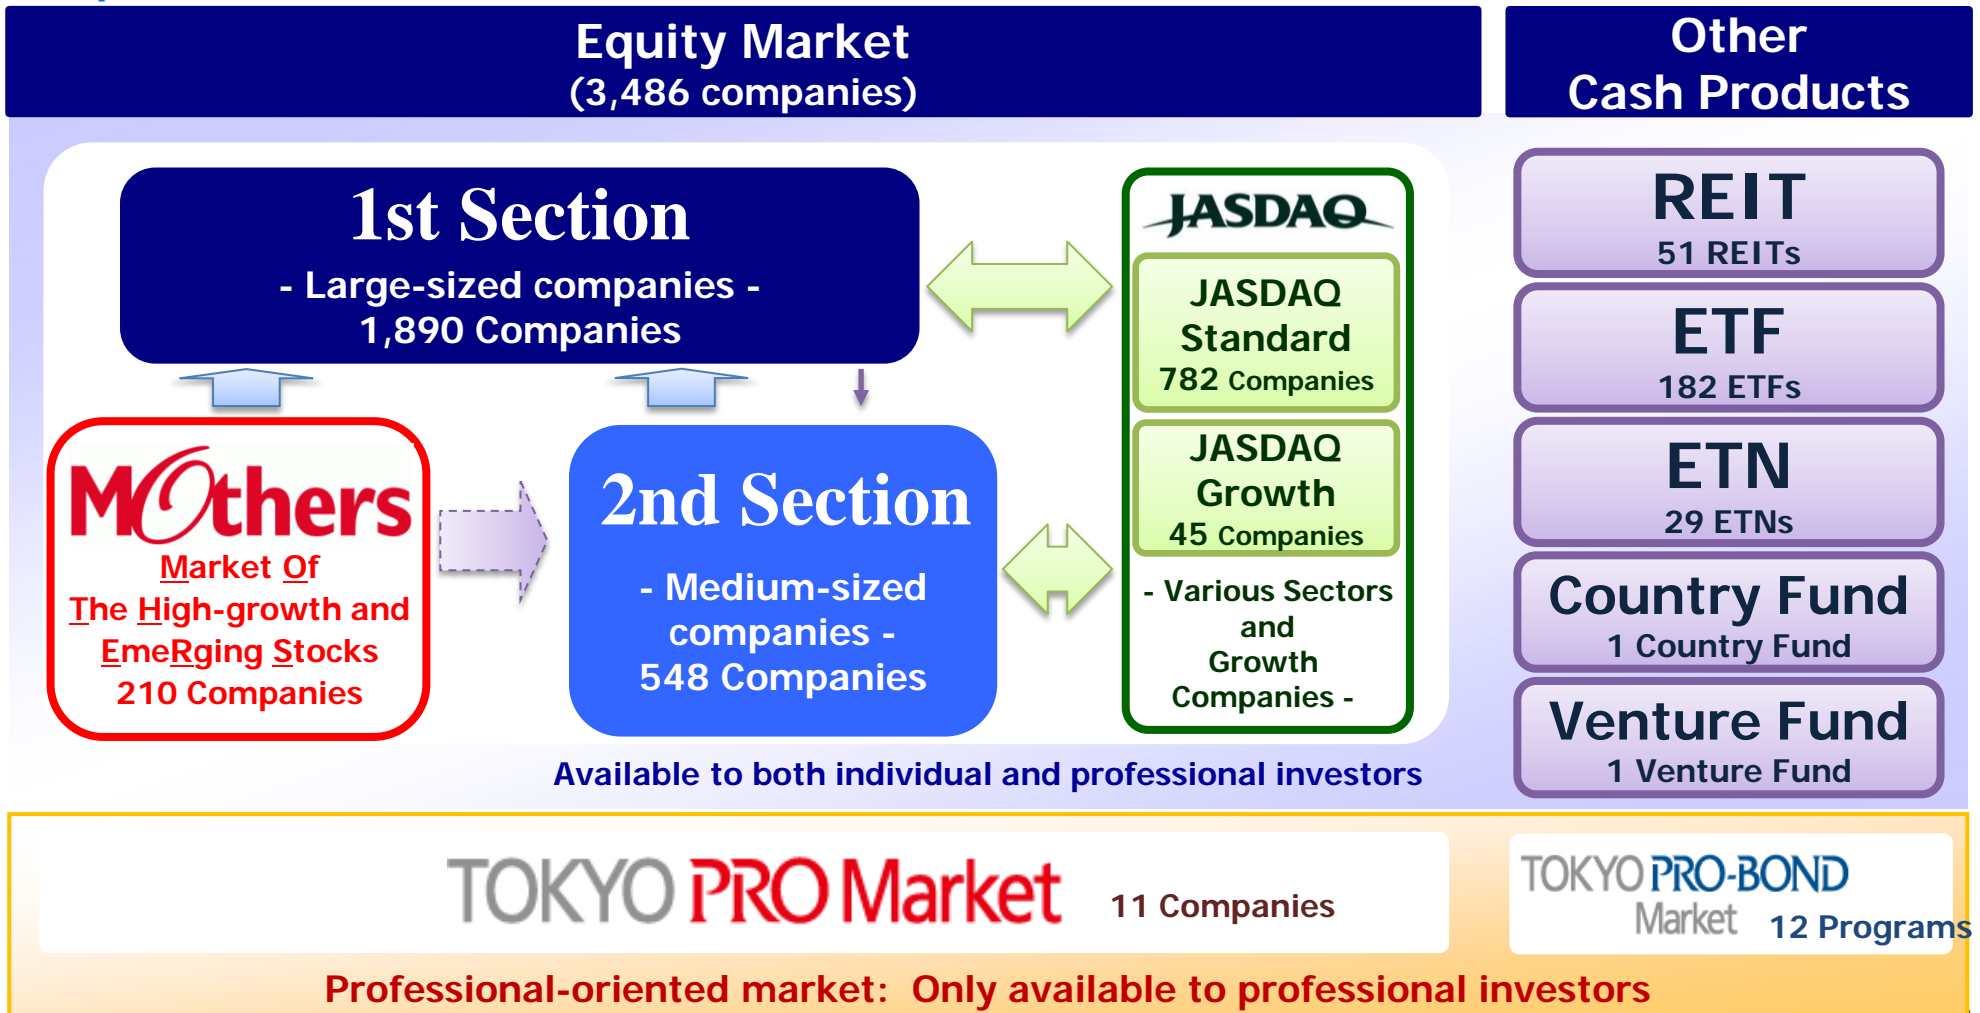 Equity Market
(3,486 companies)
Other
Cash Products
1st Section
- Large-sized companies -
1,890 Companies
JASDAQ
JASDAQ
Standard
782 Companies
JASDAQ
Growth
45 Companies
- Various Sectors
and
Growth
Companies -
MOthers
Market Of
The High-growth and
EmeRging Stocks
210 Companies
2nd Section
- Medium-sized
companies -
548 Companies
Available to both individual and professional investors
REIT
51 REITs
ETF
182 ETFs
ETN
29 ETNs
Country Fund
1 Country Fund
Venture Fund
1 Venture Fund
TOKYO PRO Market 11 Companies
TOKYO PRO-BOND
Market 12 Programs
Professional-oriented market: Only available to professional investors